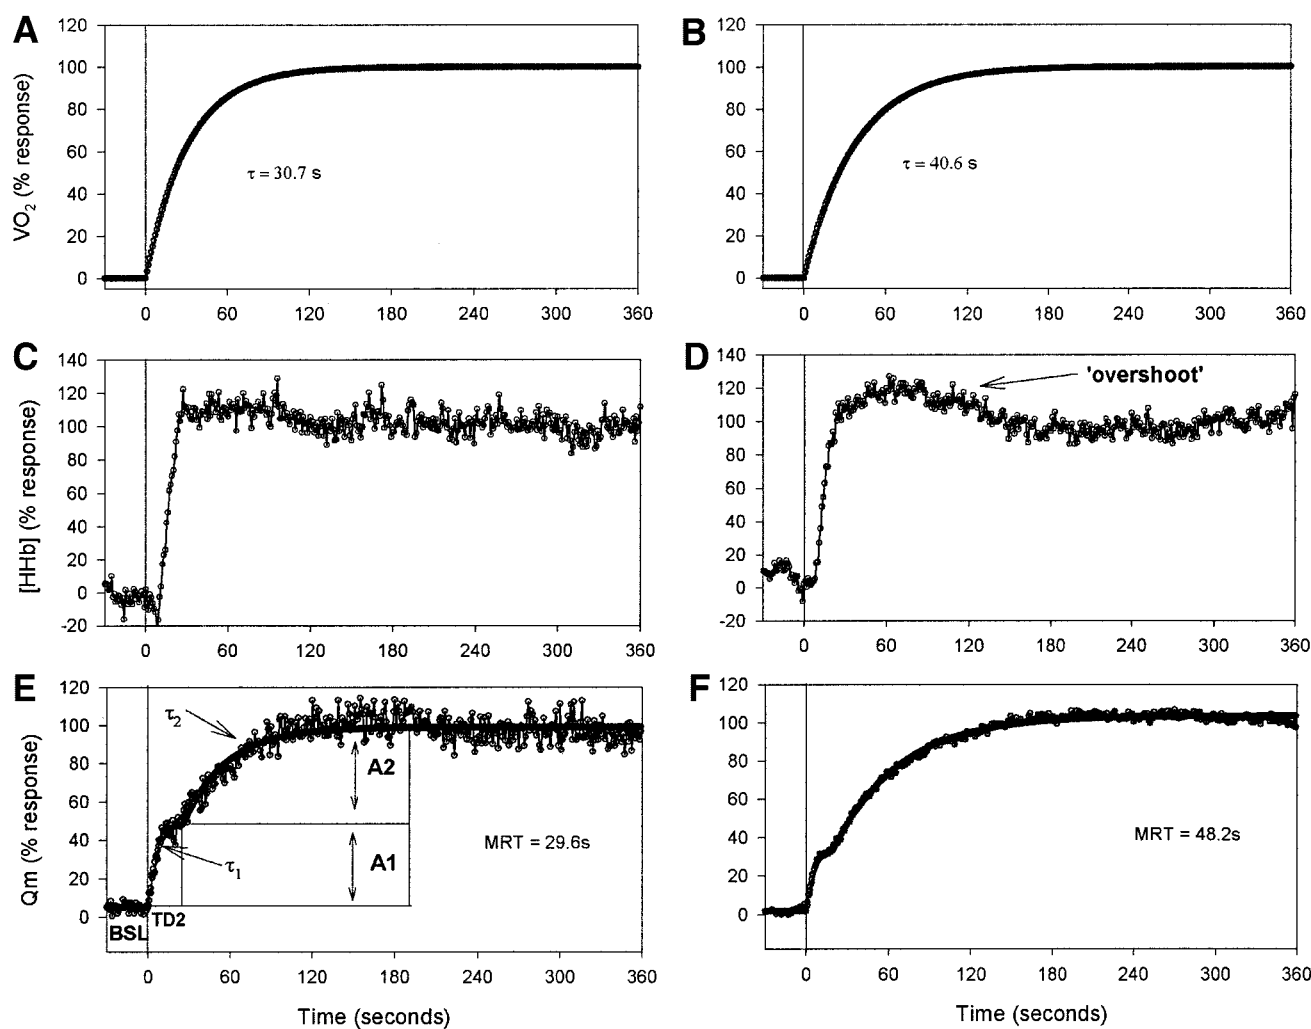 A
120
100
80
60
40
20
0
VO2 (% response)
τ = 30.7 s
0 60 120 180 240 300 360
B
120
100
80
60
40
20
0
τ = 40.6 s
0 60 120 180 240 300 360
C
140
120
100
80
60
40
20
0
-20
[HHb] (% response)
0 60 120 180 240 300 360
D
140
120
100
80
60
40
20
0
-20
'overshoot'
0 60 120 180 240 300 360
E
120
100
80
60
40
20
0
Qm (% response)
τ2
A2
A1
τ1
MRT = 29.6s
BSL
TD2
0 60 120 180 240 300 360
Time (seconds)
F
120
100
80
60
40
20
0
MRT = 48.2s
0 60 120 180 240 300 360
Time (seconds)